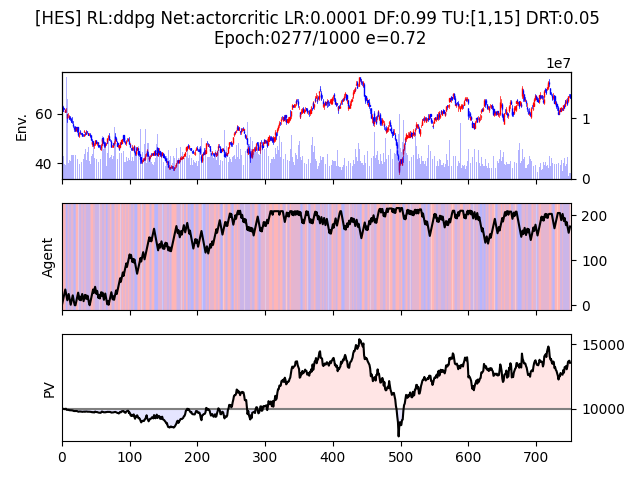 [HES] RL:ddpg Net:actorcritic LR:0.0001 DF:0.99 TU:[1,15] DRT:0.05
Epoch:0277/1000 e=0.72
1e7
Env.
60
40
1
0
Agent
200
100
0
PV
15000
10000
0 100 200 300 400 500 600 700